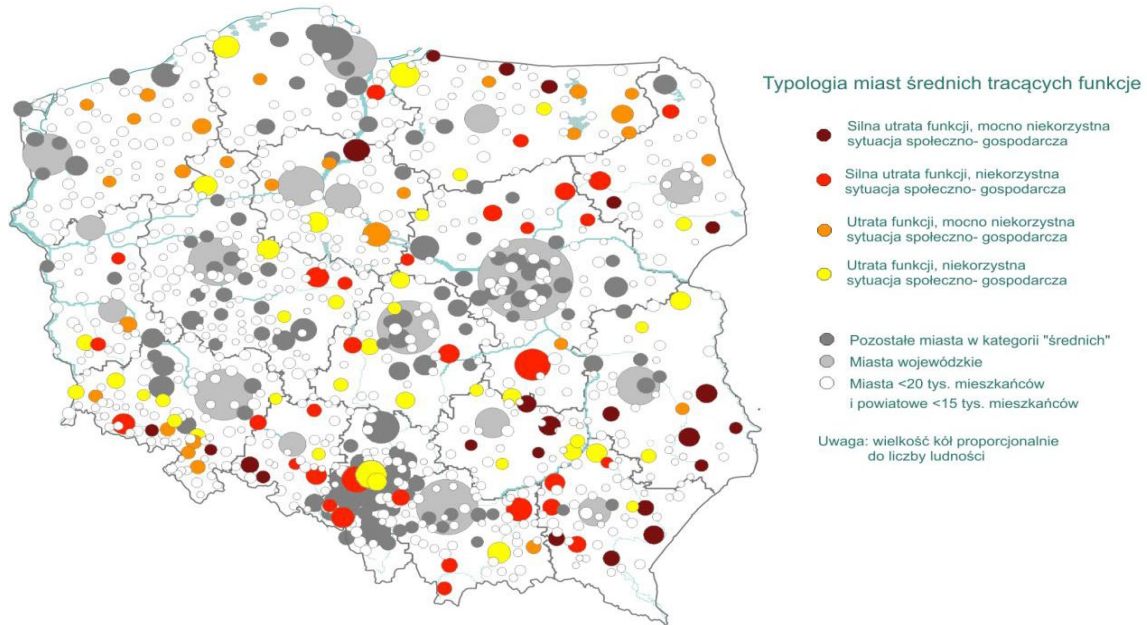 Typologia miast średnich tracących funkcje
Silna utrata funkcji, mocno niekorzystna
sytuacja społeczno- gospodarcza
Silna utrata funkcji, niekorzystna
sytuacja społeczno- gospodarcza
Utrata funkcji, mocno niekorzystna
sytuacja społeczno- gospodarcza
Utrata funkcji, niekorzystna
sytuacja społeczno- gospodarcza
Pozostałe miasta w kategorii "średnich"
Miasta wojewódzkie
Miasta <20 tys. mieszkańców
i powiatowe <15 tys. mieszkańców
Uwaga: wielkość kół proporcjonalnie
do liczby ludności